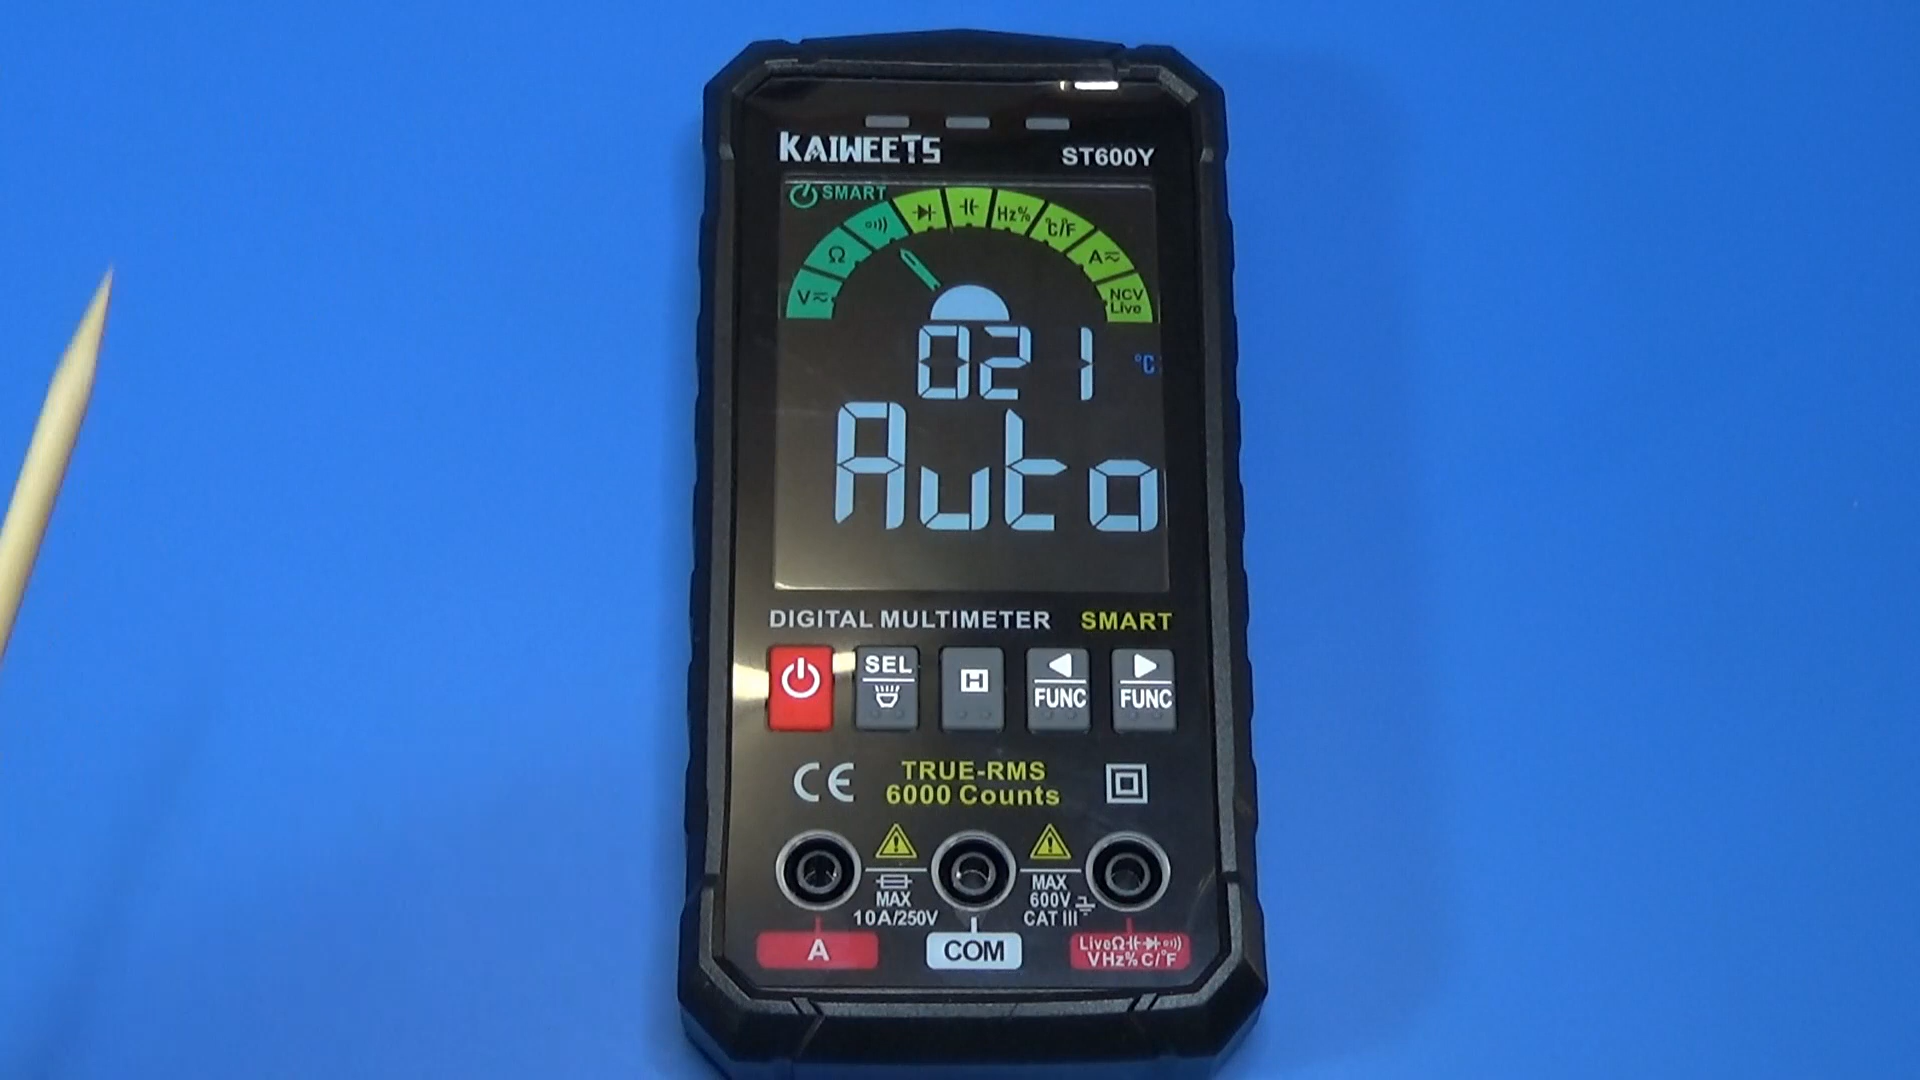 KAIWEETS ST600Y
SMART
Hz% °C/°F
Ω A
V NCV
Live
021 °C
Auto
DIGITAL MULTIMETER SMART
SEL H FUNC FUNC
TRUE-RMS
CE 6000 Counts
MAX MAX
10A/250V 600V
CAT III
A COM LiveΩ
VHz%°C/°F